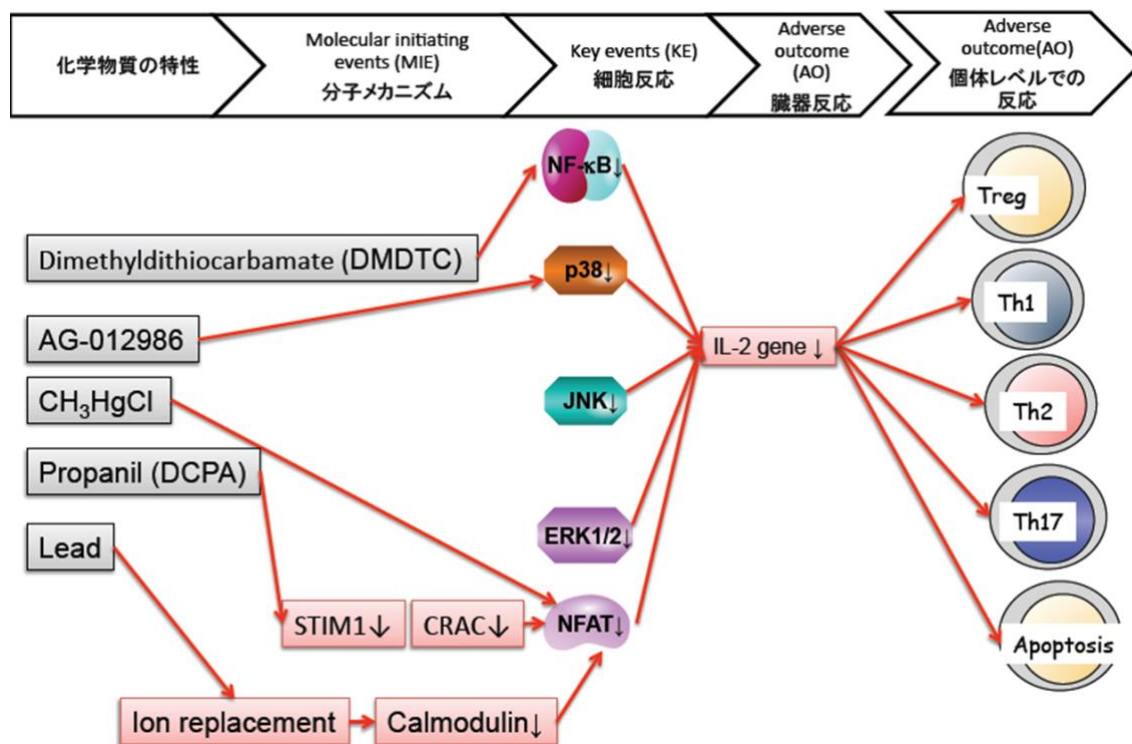 化学物質の特性
Molecular initiating
events (MIE)
分子メカニズム
Key events (KE)
細胞反応
Adverse
outcome
(AO)
臓器反応
Adverse
outcome(AO)
個体レベルでの
反応
NF-κB↓
Treg
Dimethyldithiocarbamate (DMDTC)
p38↓
Th1
AG-012986
IL-2 gene ↓
CH₃HgCl
JNK↓
Th2
Propanil (DCPA)
Th17
Lead
ERK1/2↓
STIM1↓
CRAC↓
NFAT↓
Apoptosis
Ion replacement
Calmodulin↓